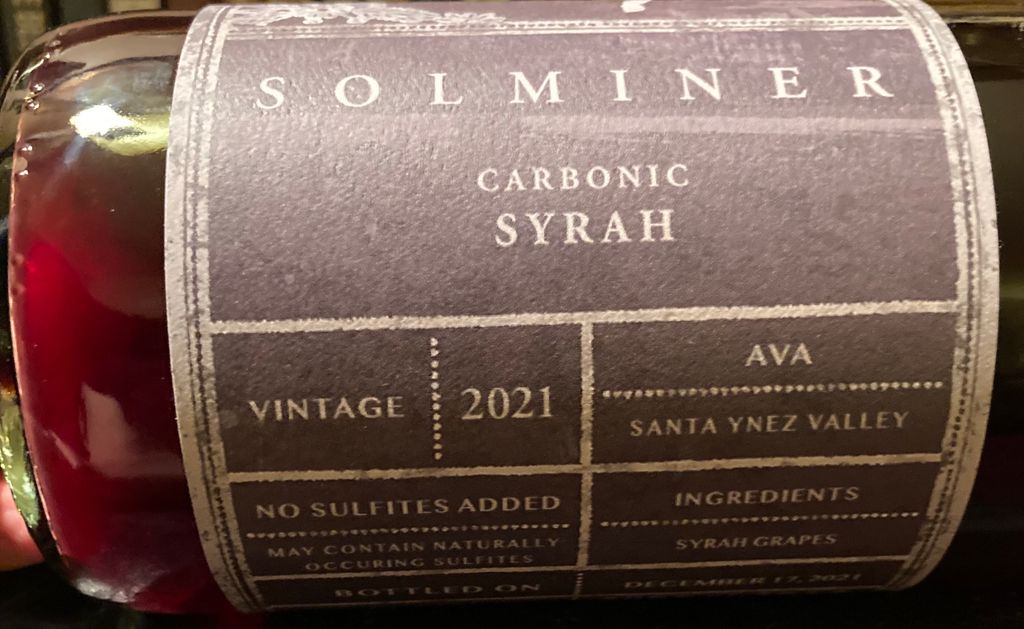 SOLMINER
CARBONIC
SYRAH
VINTAGE 2021
AVA
SANTA YNEZ VALLEY
NO SULFITES ADDED
MAY CONTAIN NATURALLY
OCCURING SULFITES
INGREDIENTS
SYRAH GRAPES
BOTTLED ON DECEMBER 17, 2021